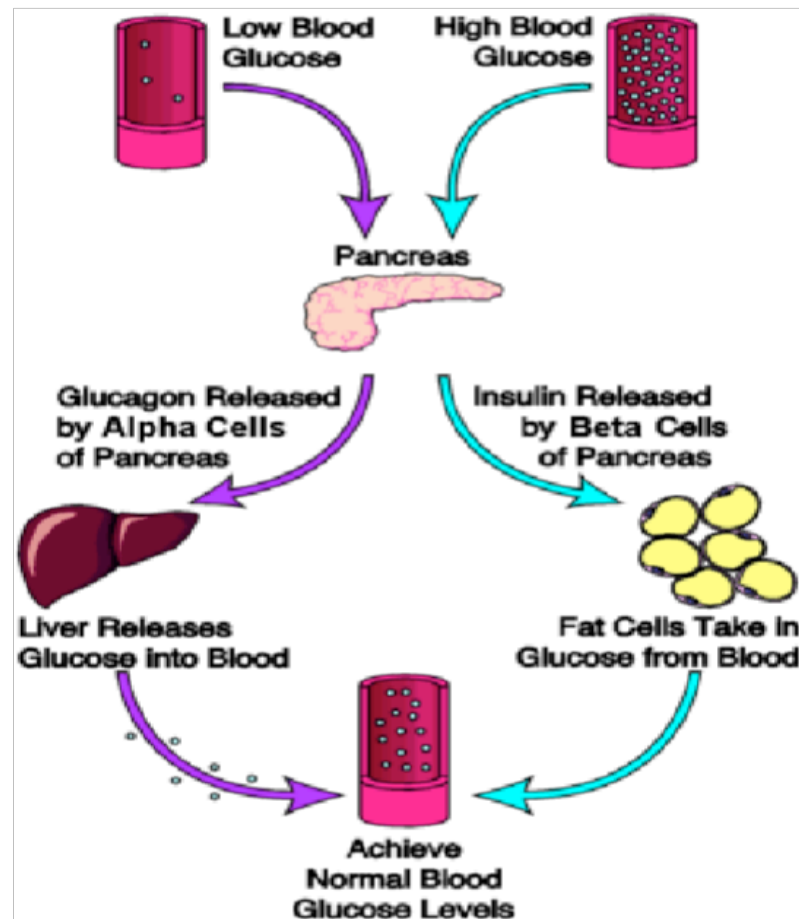 Low Blood
Glucose
High Blood
Glucose
Pancreas
Glucagon Released
by Alpha Cells
of Pancreas
Insulin Released
by Beta Cells
of Pancreas
Liver Releases
Glucose into Blood
Fat Cells Take in
Glucose from Blood
Achieve
Normal Blood
Glucose Levels